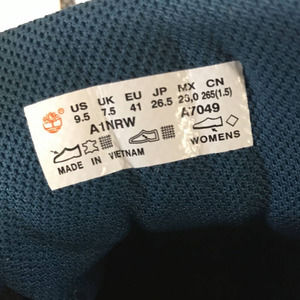 US UK EU JP MX CN
9.5 7.5 41 26.5 26,0 265(1.5)
A1NRW A7049
WOMENS
MADE IN VIETNAM